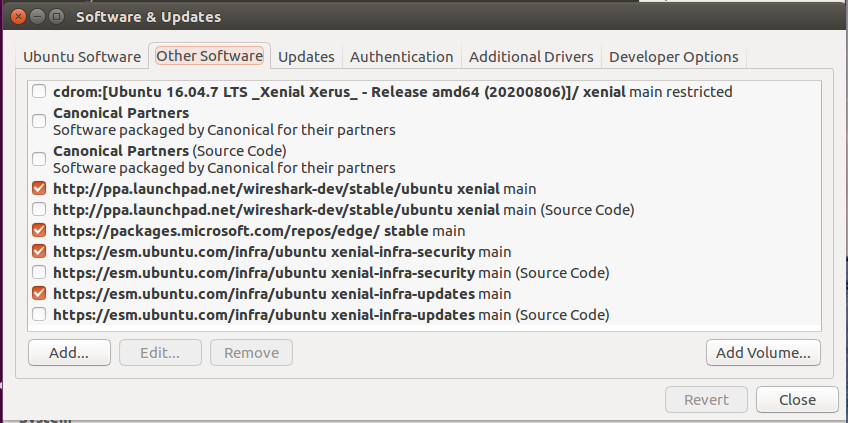 Software & Updates
Ubuntu Software Other Software Updates Authentication Additional Drivers Developer Options
cdrom:[Ubuntu 16.04.7 LTS _Xenial Xerus_ - Release amd64 (20200806)]/ xenial main restricted
Canonical Partners
Software packaged by Canonical for their partners
Canonical Partners (Source Code)
Software packaged by Canonical for their partners
http://ppa.launchpad.net/wireshark-dev/stable/ubuntu xenial main
http://ppa.launchpad.net/wireshark-dev/stable/ubuntu xenial main (Source Code)
https://packages.microsoft.com/repos/edge/ stable main
https://esm.ubuntu.com/infra/ubuntu xenial-infra-security main
https://esm.ubuntu.com/infra/ubuntu xenial-infra-security main (Source Code)
https://esm.ubuntu.com/infra/ubuntu xenial-infra-updates main
https://esm.ubuntu.com/infra/ubuntu xenial-infra-updates main (Source Code)
Add... Edit... Remove Add Volume...
Revert Close